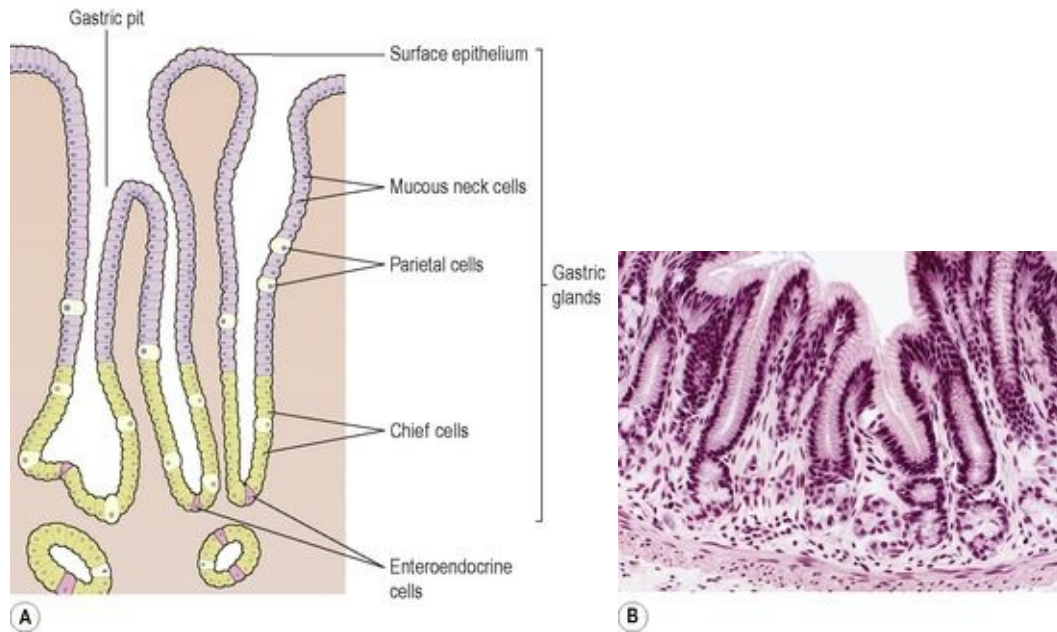 Gastric pit
Surface epithelium
Mucous neck cells
Parietal cells
Gastric
glands
Chief cells
Enteroendocrine
cells
A
B